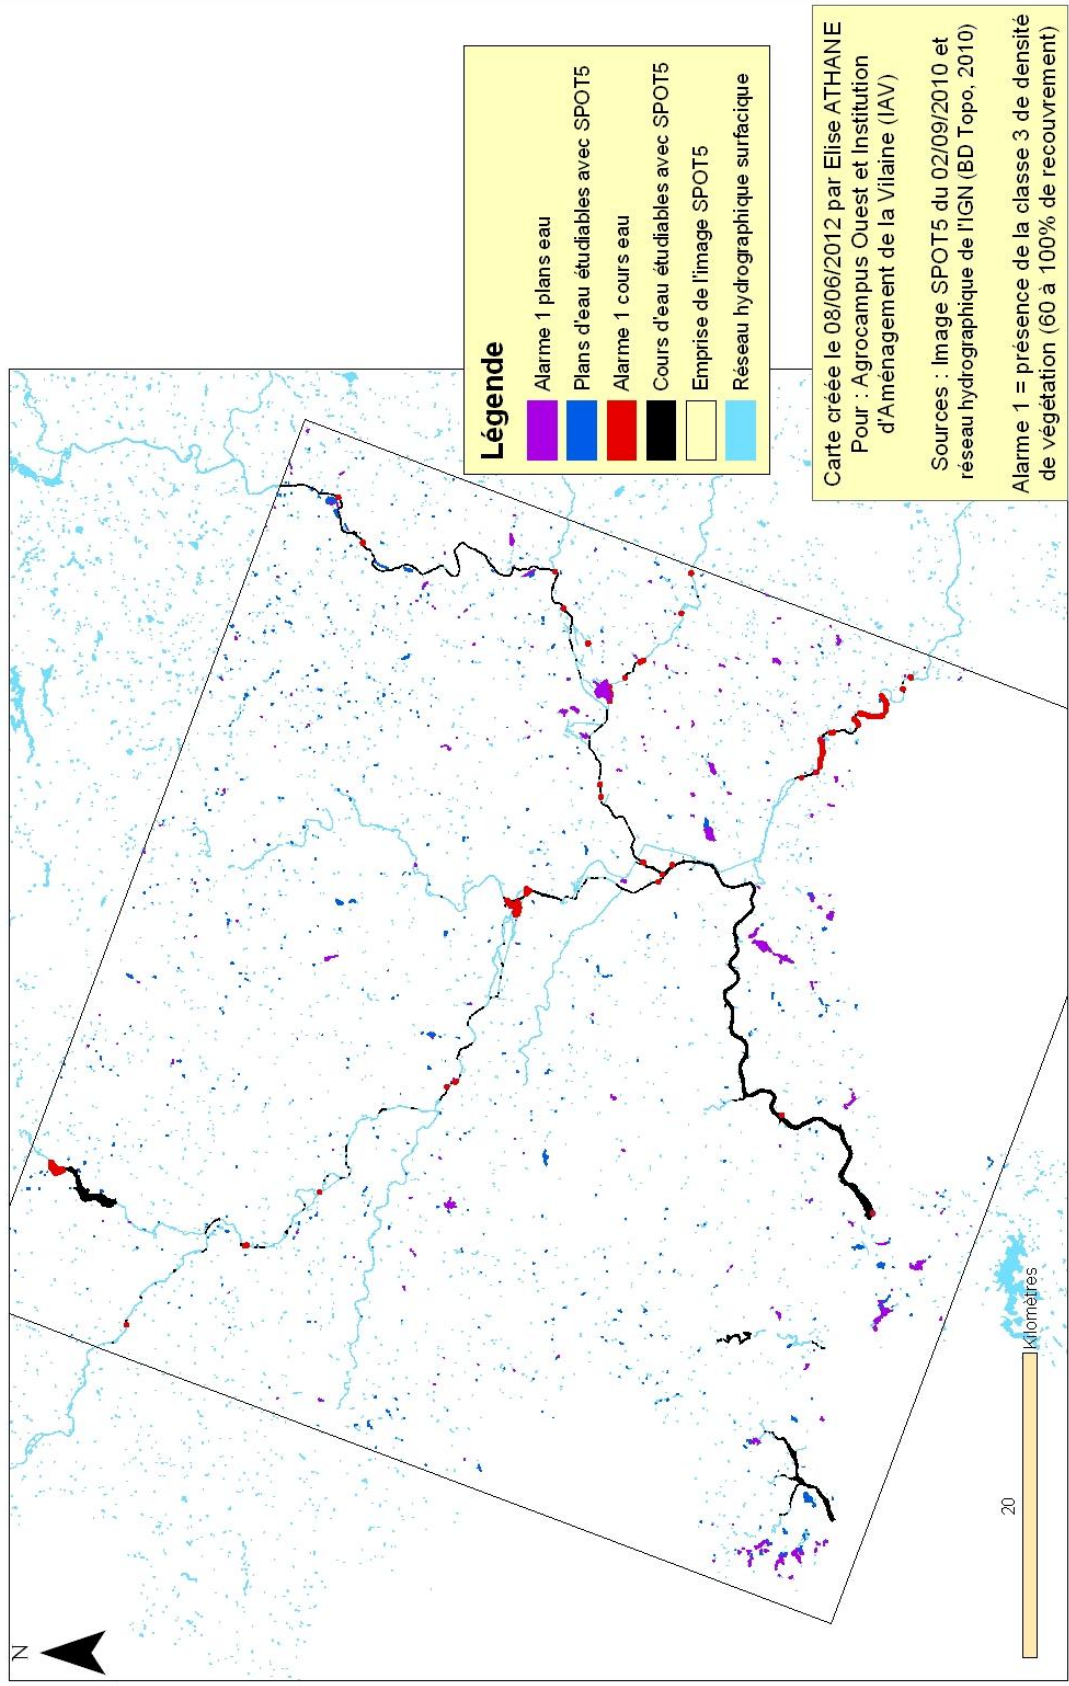 N
Légende
Alarme 1 plans eau
Plans d'eau étudiables avec SPOT5
Alarme 1 cours eau
Cours d'eau étudiables avec SPOT5
Emprise de l'image SPOT5
Réseau hydrographique surfacique
20
Kilomètres
Carte créée le 08/06/2012 par Elise ATHANE
Pour : Agrocampus Ouest et Institution
d'Aménagement de la Vilaine (IAV)
Sources : Image SPOT5 du 02/09/2010 et
réseau hydrographique de l'IGN (BD Topo, 2010)
Alarme 1 = présence de la classe 3 de densité
de végétation (60 à 100% de recouvrement)